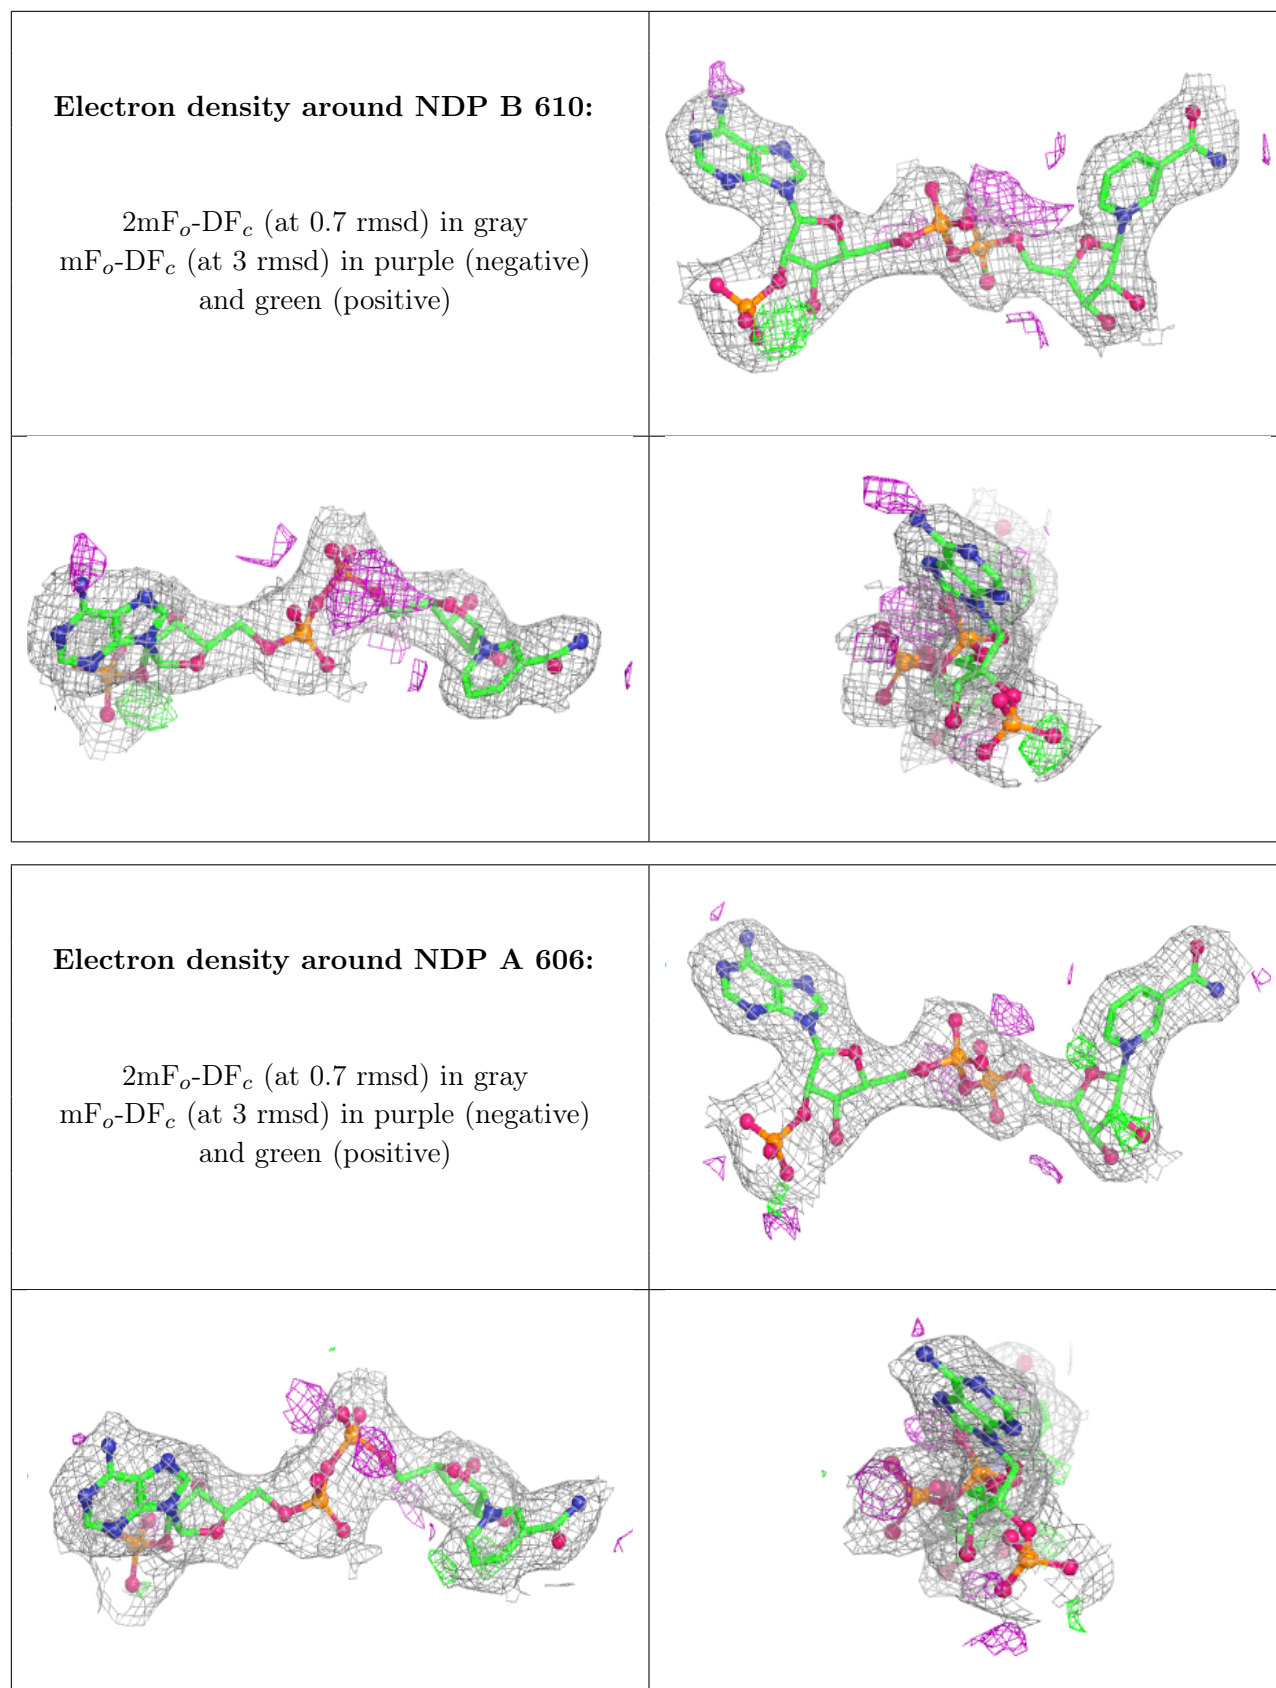 Electron density around NDP B 610:
2mFo-DFc (at 0.7 rmsd) in gray
mFo-DFc (at 3 rmsd) in purple (negative)
and green (positive)
Electron density around NDP A 606:
2mFo-DFc (at 0.7 rmsd) in gray
mFo-DFc (at 3 rmsd) in purple (negative)
and green (positive)